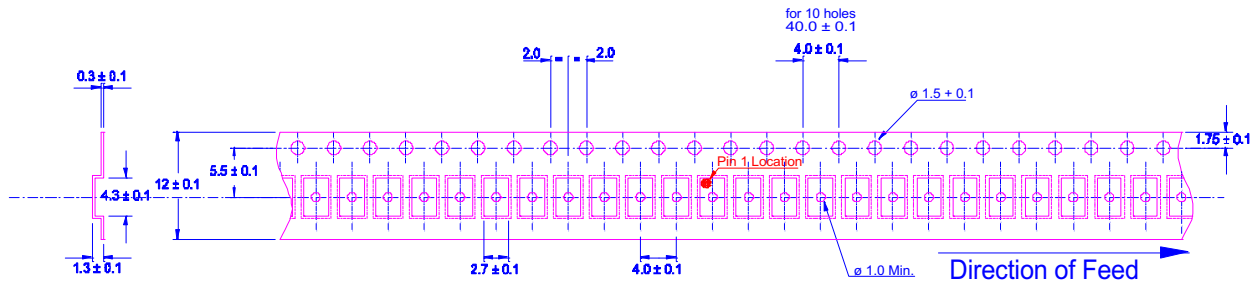 for 10 holes
40.0 ± 0.1
2.0
2.0
4.0 ± 0.1
0.3 ± 0.1
ø 1.5 + 0.1
1.75 ± 0.1
Pin 1 Location
5.5 ± 0.1
12 ± 0.1
4.3 ± 0.1
1.3 ± 0.1
2.7 ± 0.1
4.0 ± 0.1
ø 1.0 Min.
Direction of Feed